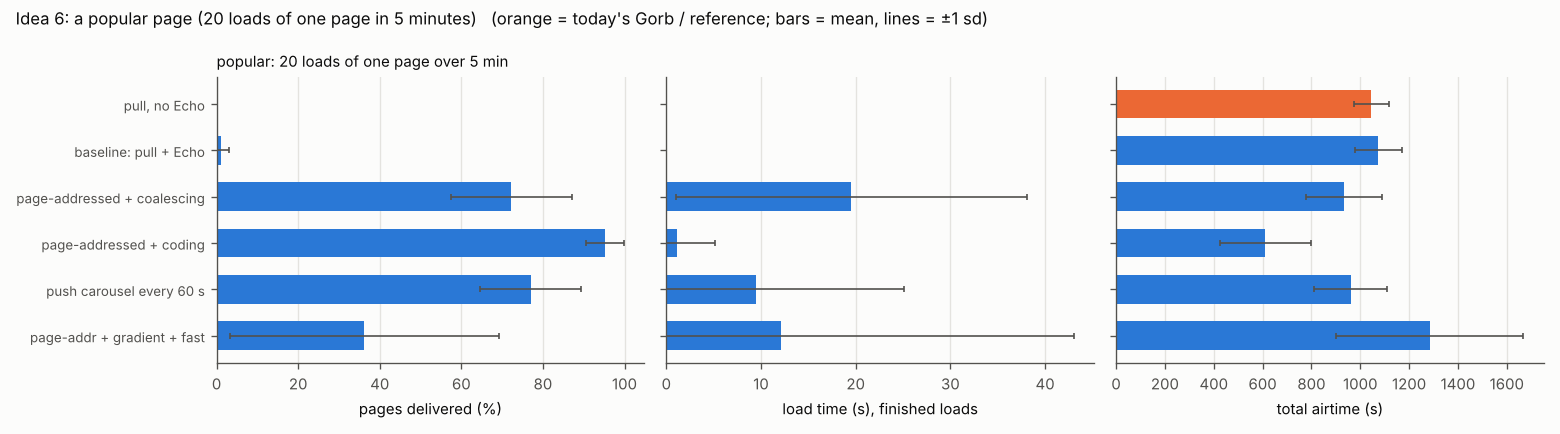 Idea 6: a popular page (20 loads of one page in 5 minutes)   (orange = today's Gorb / reference; bars = mean, lines = ±1 sd)
popular: 20 loads of one page over 5 min
pull, no Echo
baseline: pull + Echo
page-addressed + coalescing
page-addressed + coding
push carousel every 60 s
page-addr + gradient + fast
0 20 40 60 80 100
pages delivered (%)
0 10 20 30 40
load time (s), finished loads
0 200 400 600 800 1000 1200 1400 1600
total airtime (s)